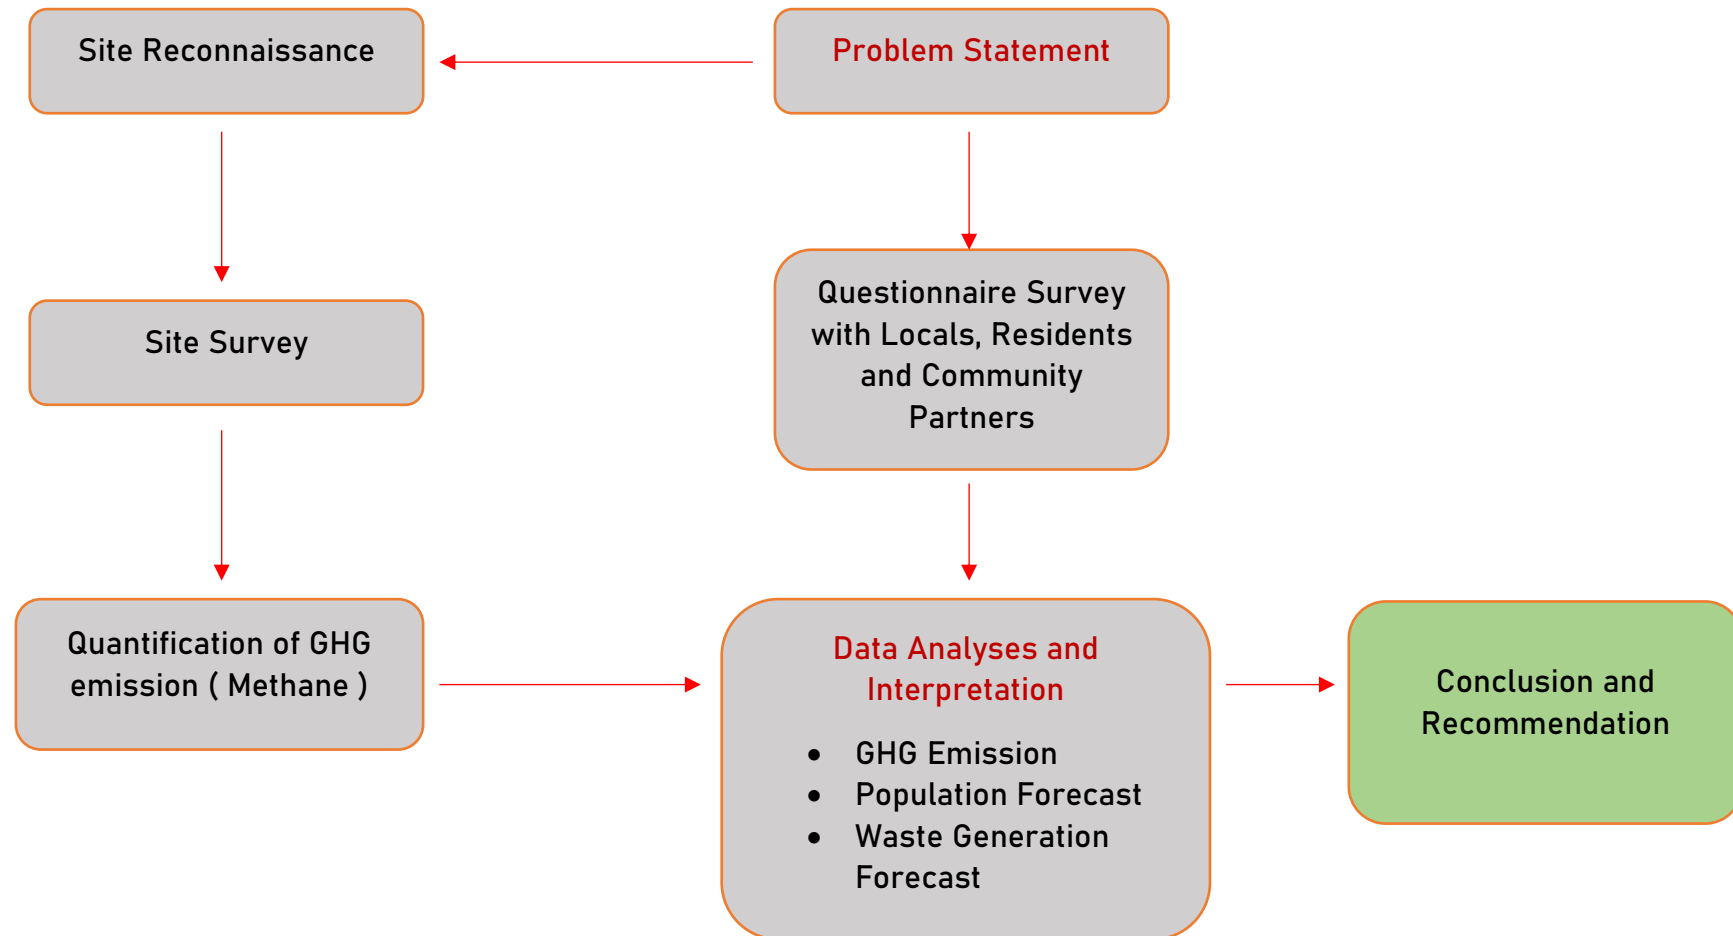 Site Reconnaissance
Problem Statement
Site Survey
Questionnaire Survey
with Locals, Residents
and Community
Partners
Quantification of GHG
emission ( Methane )
Data Analyses and
Interpretation
• GHG Emission
• Population Forecast
• Waste Generation
Forecast
Conclusion and
Recommendation